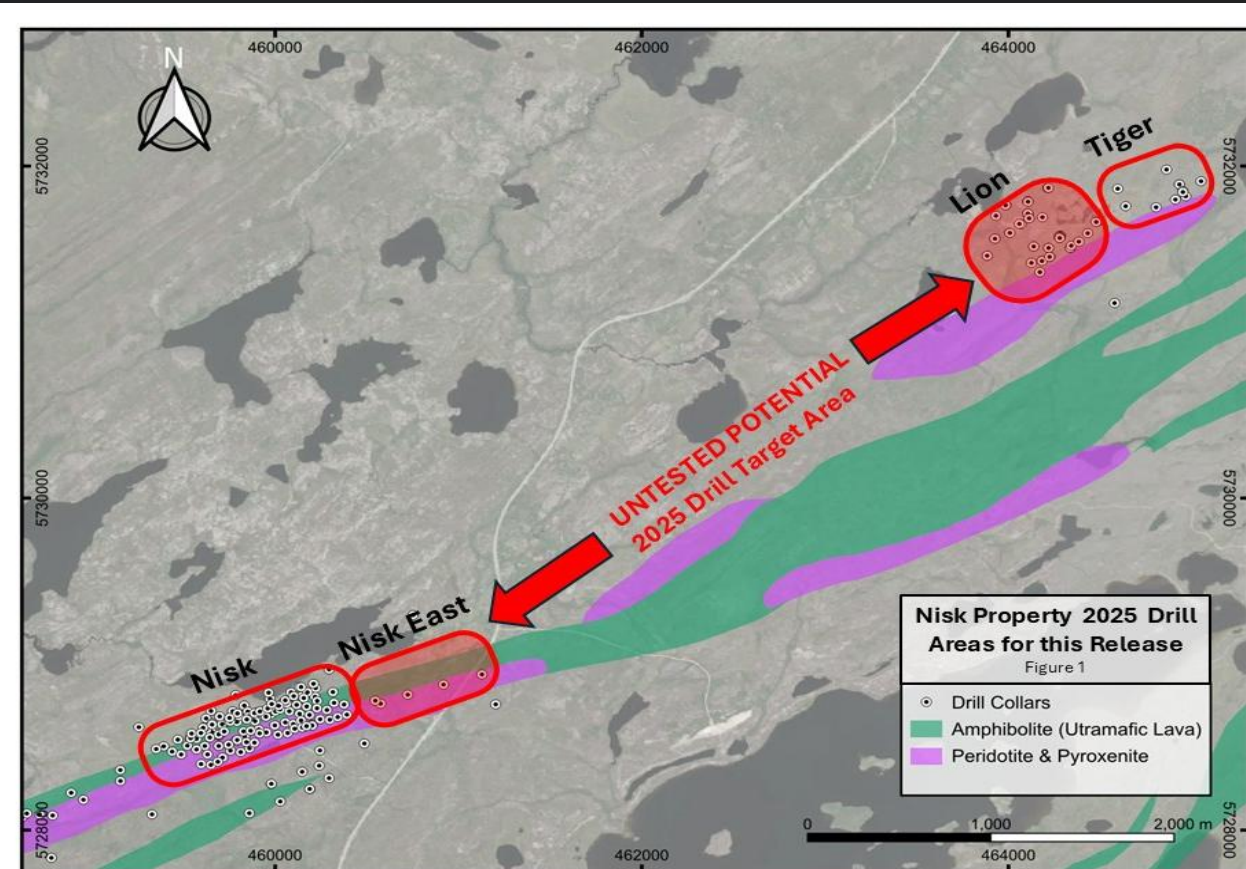 460000
462000
464000
N
5732000
5732000
Tiger
Lion
UNTESTED POTENTIAL
2025 Drill Target Area
5730000
5730000
Nisk East
Nisk
Nisk Property 2025 Drill
Areas for this Release
Figure 1
Drill Collars
Amphibolite (Utramafic Lava)
Peridotite & Pyroxenite
5728000
5728000
0 1,000 2,000 m
460000
462000
464000